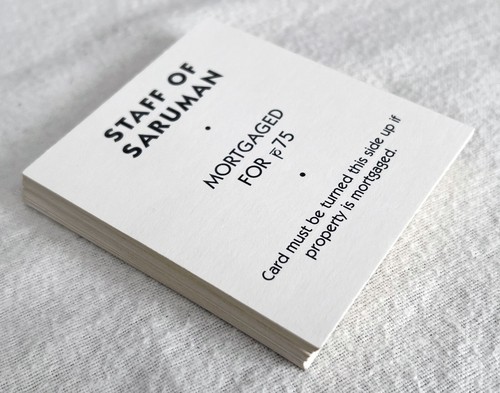 STAFF OF
SARUMAN
•
MORTGAGED
FOR ₱75
•
Card must be turned this side up if
property is mortgaged.